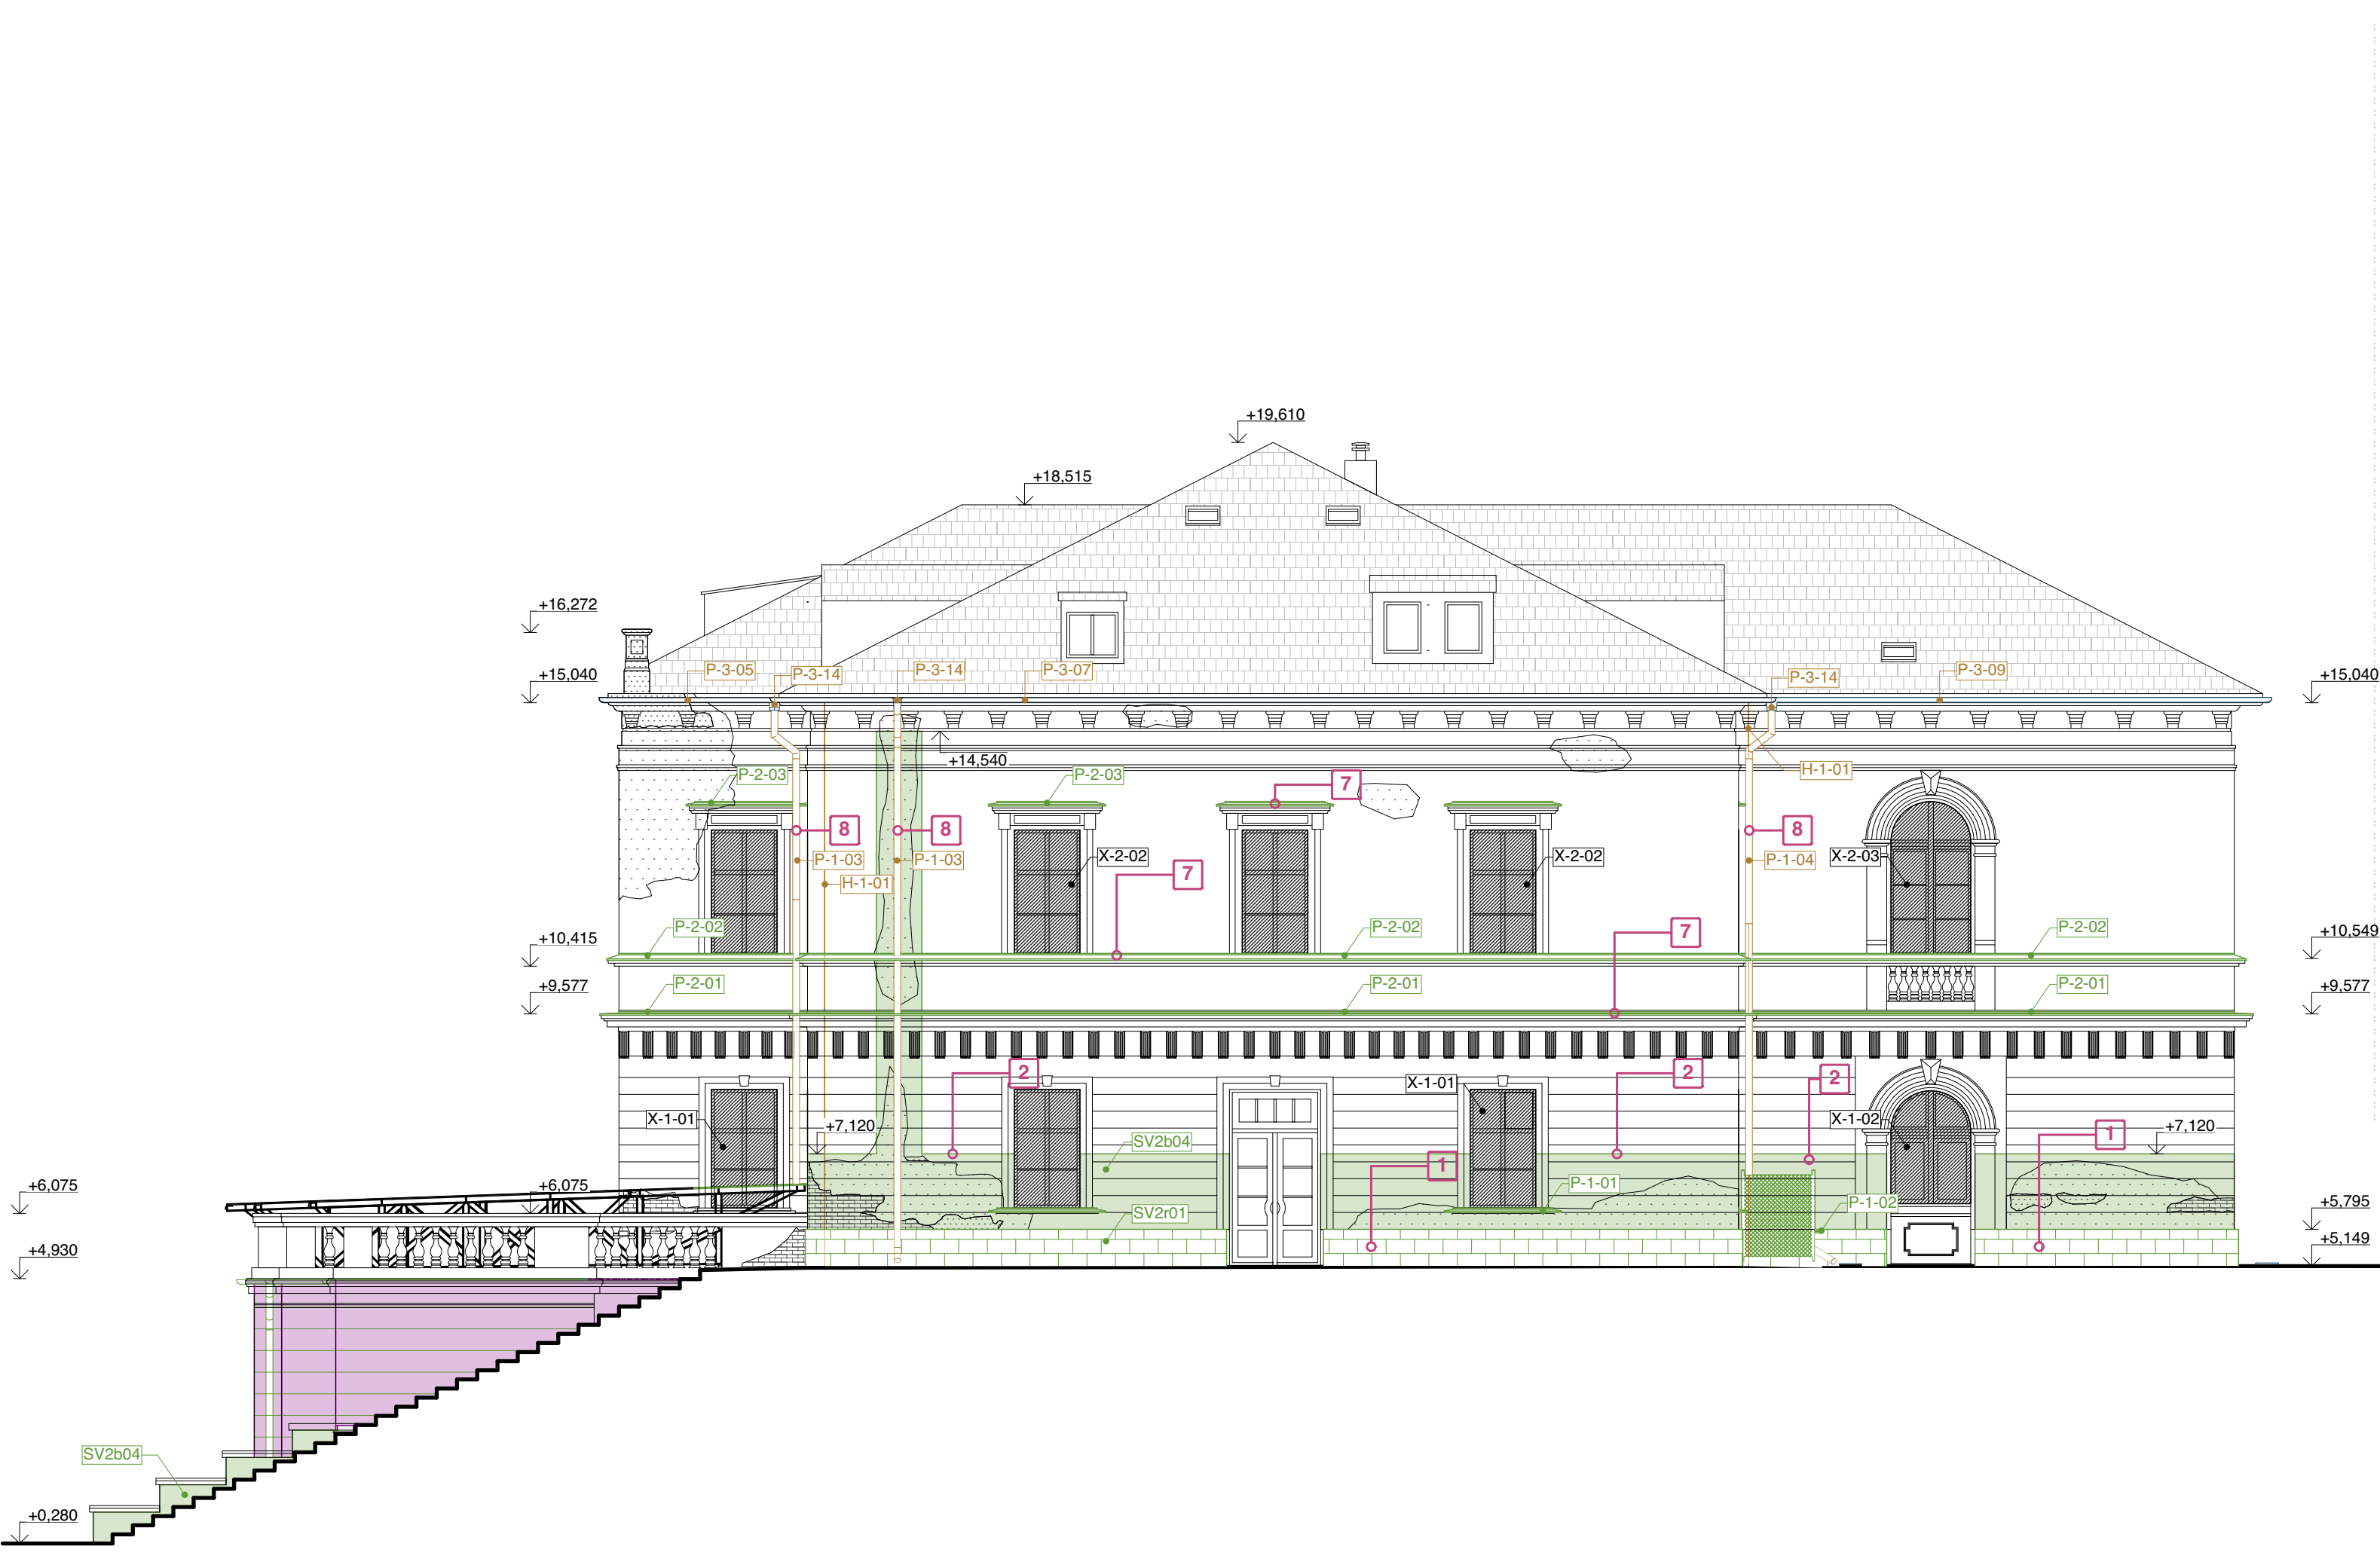 +19,610
+18,515
+16,272
+15,040
P-3-05
P-3-14
P-3-14
P-3-07
P-3-14
P-3-09
+15,040
+14,540
H-1-01
P-2-03
P-2-03
7
8
8
8
P-1-03
P-1-03
X-2-02
X-2-02
P-1-04
X-2-03
H-1-01
7
P-2-02
P-2-02
7
P-2-02
+10,415
+10,549
P-2-01
P-2-01
P-2-01
+9,577
+9,577
2
2
2
X-1-01
X-1-01
+7,120
X-1-02
+7,120
1
SV2b04
1
+6,075
+6,075
P-1-01
P-1-02
+5,795
SV2r01
+4,930
+5,149
SV2b04
+0,280